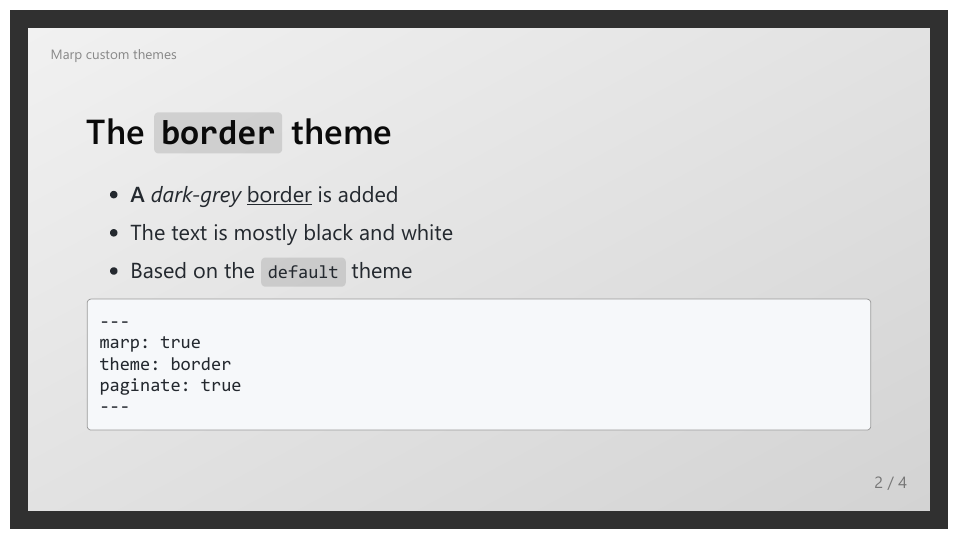 Marp custom themes
The border theme
• A dark-grey border is added
• The text is mostly black and white
• Based on the default theme
---
marp: true
theme: border
paginate: true
---
2 / 4